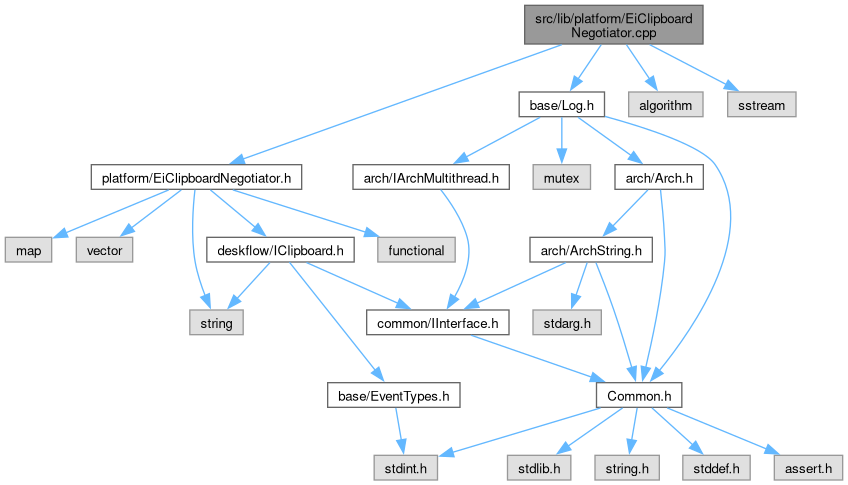 src/lib/platform/EiClipboard
Negotiator.cpp
base/Log.h
algorithm
sstream
platform/EiClipboardNegotiator.h
arch/IArchMultithread.h
mutex
arch/Arch.h
map
vector
deskflow/IClipboard.h
functional
arch/ArchString.h
string
common/IInterface.h
stdarg.h
base/EventTypes.h
Common.h
stdint.h
stdlib.h
string.h
stddef.h
assert.h